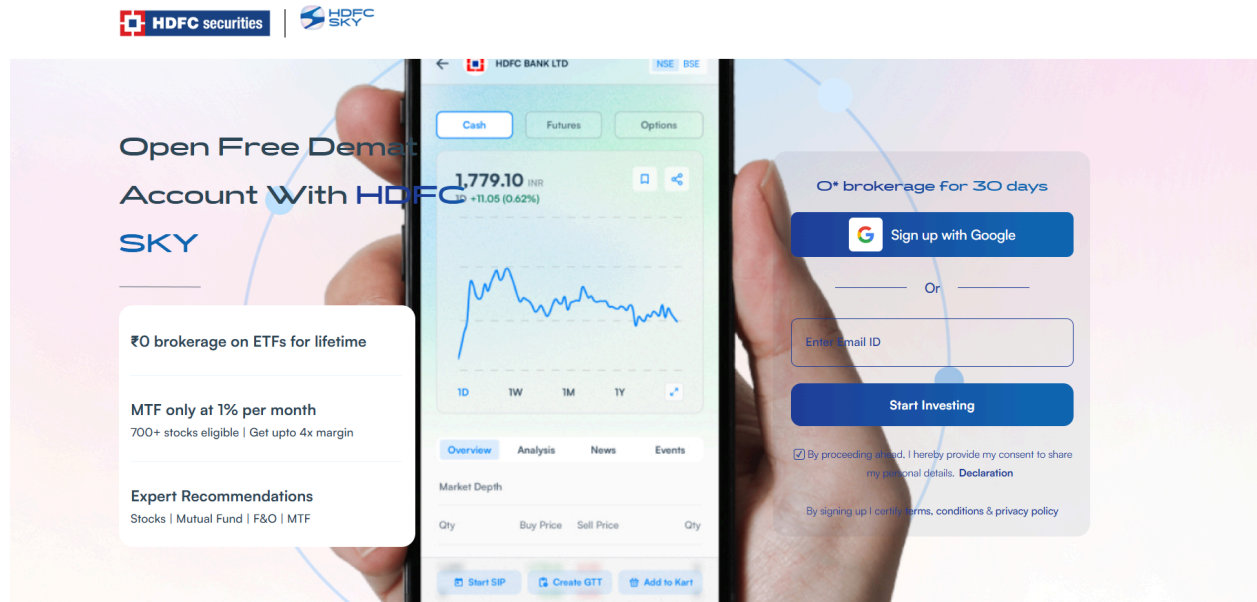 HDFC securities
HDFC
SKY
Open Free Demat
Account With HDFC
SKY
₹0 brokerage on ETFs for lifetime
MTF only at 1% per month
700+ stocks eligible | Get upto 4x margin
Expert Recommendations
Stocks | Mutual Fund | F&O | MTF
HDFC BANK LTD
NSE BSE
Cash Futures Options
1,779.10 INR
1D +11.05 (0.62%)
1D 1W 1M 1Y
Overview Analysis News Events
Market Depth
Qty Buy Price Sell Price Qty
Start SIP Create GTT Add to Kart
0* brokerage for 30 days
G Sign up with Google
Or
Enter Email ID
Start Investing
By proceeding ahead, I hereby provide my consent to share
my personal details. Declaration
By signing up I certify terms, conditions & privacy policy